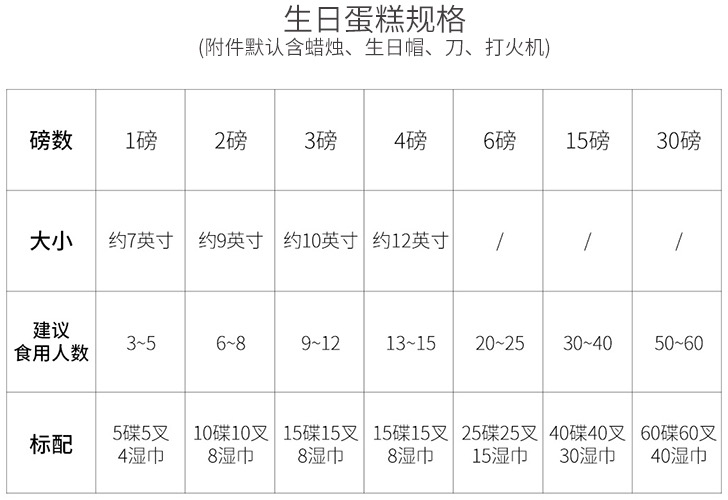 生日蛋糕规格
(附件默认含蜡烛、生日帽、刀、打火机)
磅数 1磅 2磅 3磅 4磅 6磅 15磅 30磅
大小 约7英寸 约9英寸 约10英寸 约12英寸 / / /
建议
食用人数 3~5 6~8 9~12 13~15 20~25 30~40 50~60
标配 5碟5叉 10碟10叉 15碟15叉 15碟15叉 25碟25叉 40碟40叉 60碟60叉
4湿巾 8湿巾 8湿巾 8湿巾 15湿巾 30湿巾 40湿巾